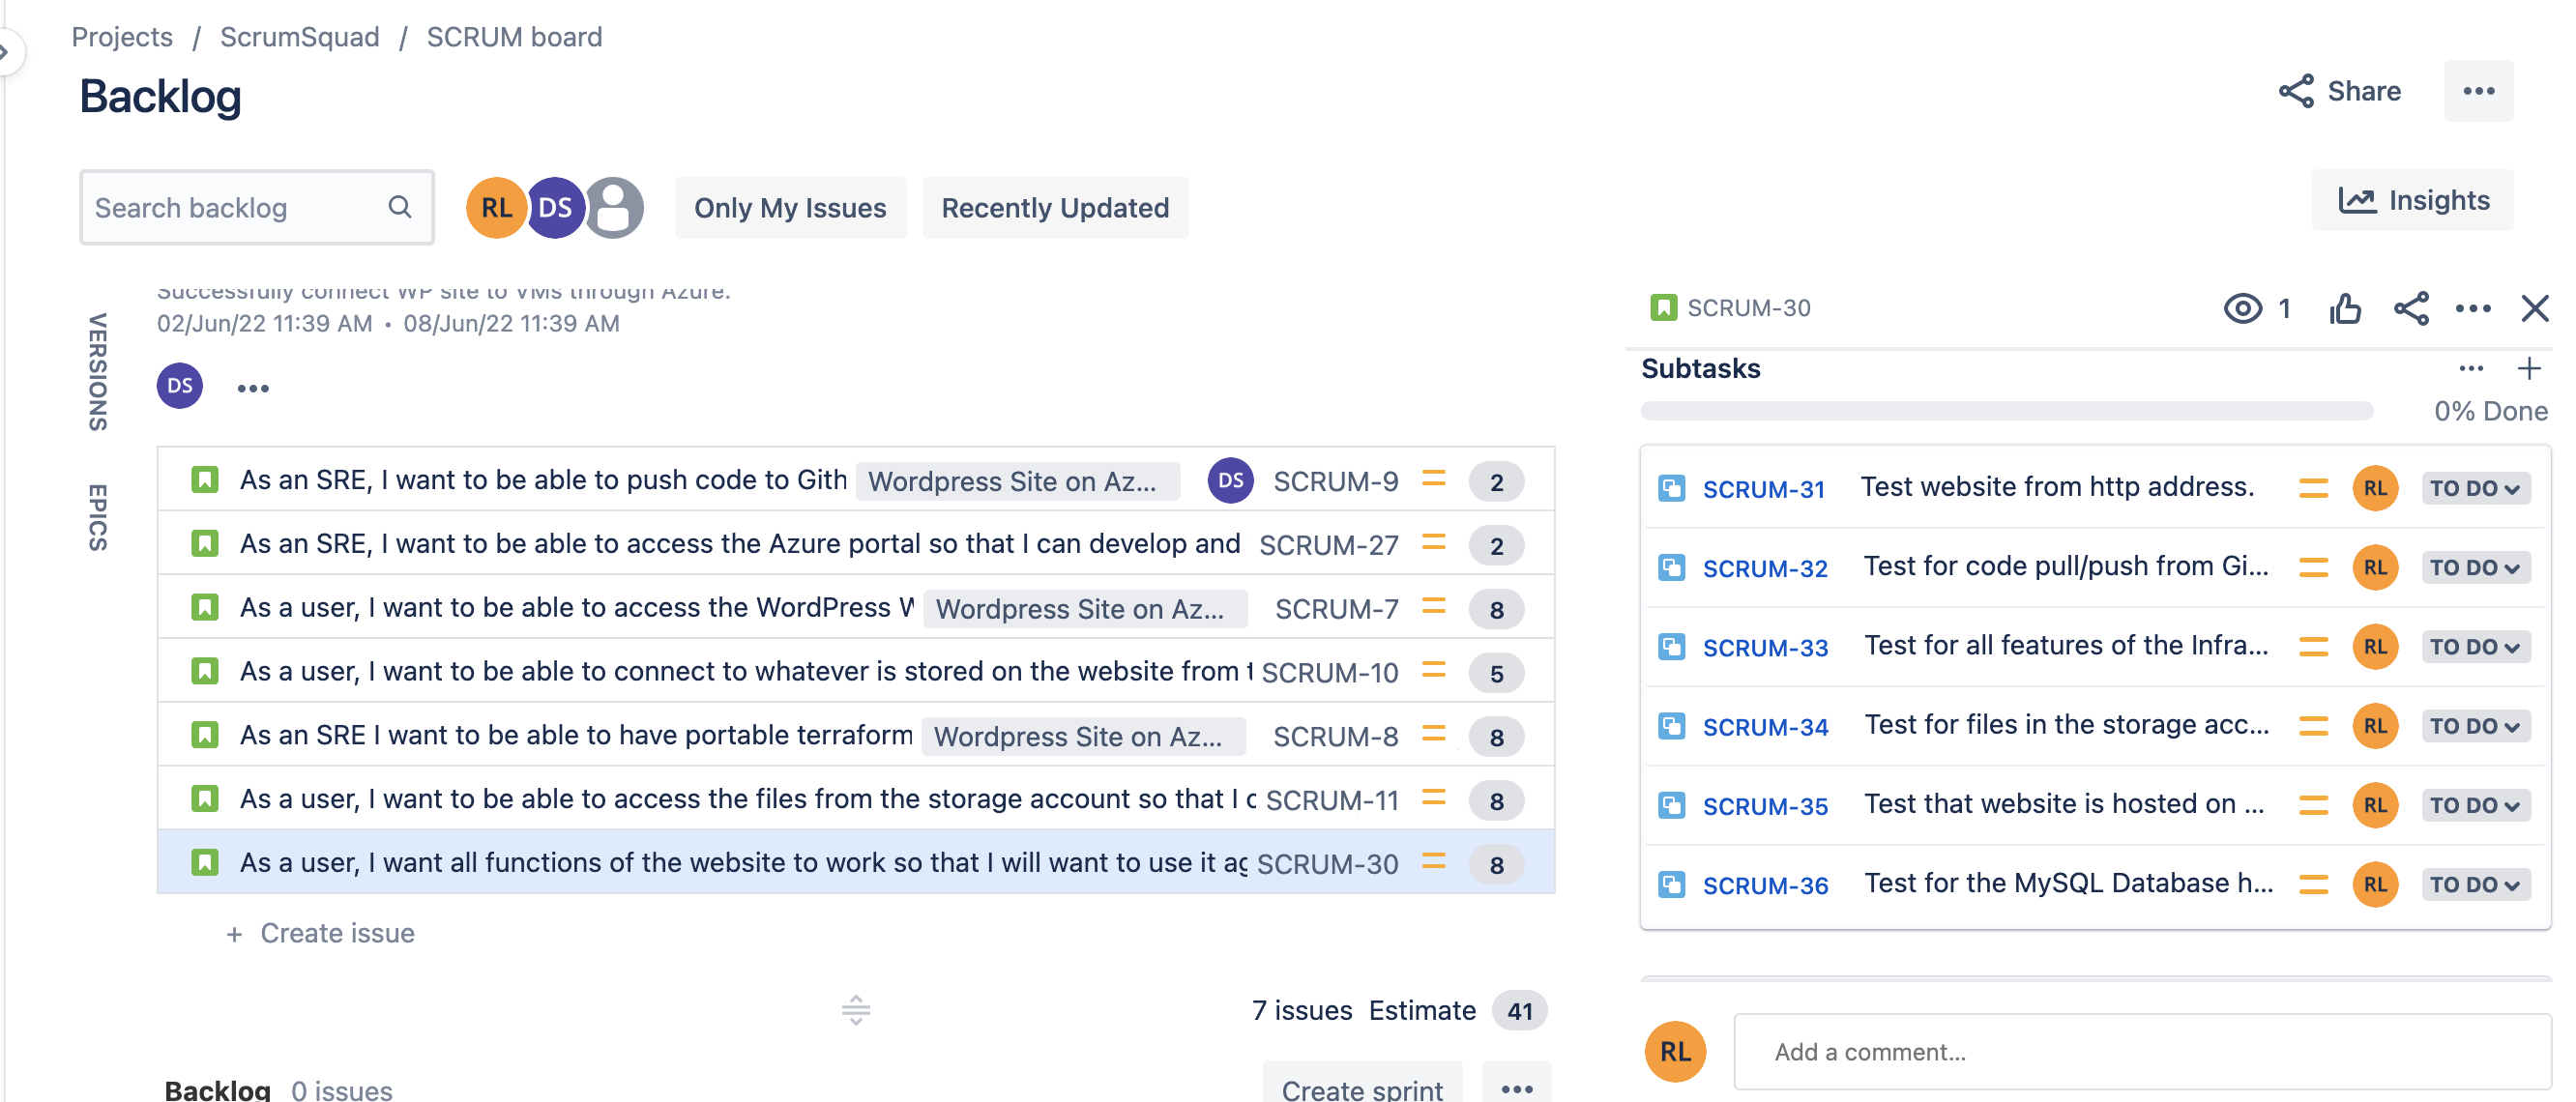 Projects / ScrumSquad / SCRUM board
Backlog
Share
Search backlog
RL DS
Only My Issues
Recently Updated
Insights
VERSIONS
EPICS
Successfully connect WP site to VMs through Azure.
02/Jun/22 11:39 AM • 08/Jun/22 11:39 AM
DS
As an SRE, I want to be able to push code to Gith Wordpress Site on Az... DS SCRUM-9 2
As an SRE, I want to be able to access the Azure portal so that I can develop and SCRUM-27 2
As a user, I want to be able to access the WordPress W Wordpress Site on Az... SCRUM-7 8
As a user, I want to be able to connect to whatever is stored on the website from t SCRUM-10 5
As an SRE I want to be able to have portable terraform Wordpress Site on Az... SCRUM-8 8
As a user, I want to be able to access the files from the storage account so that I c SCRUM-11 8
As a user, I want all functions of the website to work so that I will want to use it ag SCRUM-30 8
+ Create issue
7 issues Estimate 41
Backlog 0 issues
Create sprint
SCRUM-30
1
Subtasks
0% Done
SCRUM-31 Test website from http address. RL TO DO
SCRUM-32 Test for code pull/push from Gi... RL TO DO
SCRUM-33 Test for all features of the Infra... RL TO DO
SCRUM-34 Test for files in the storage acc... RL TO DO
SCRUM-35 Test that website is hosted on ... RL TO DO
SCRUM-36 Test for the MySQL Database h... RL TO DO
RL
Add a comment...